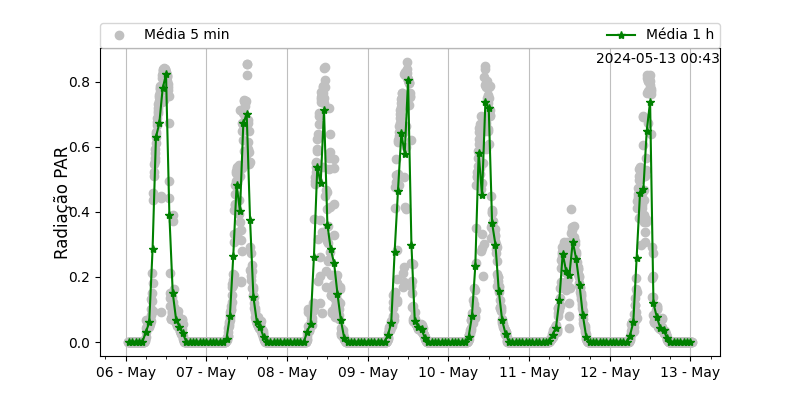 Média 5 min
Média 1 h
2024-05-13 00:43
Radiação PAR
0.8
0.6
0.4
0.2
0.0
06 - May
07 - May
08 - May
09 - May
10 - May
11 - May
12 - May
13 - May